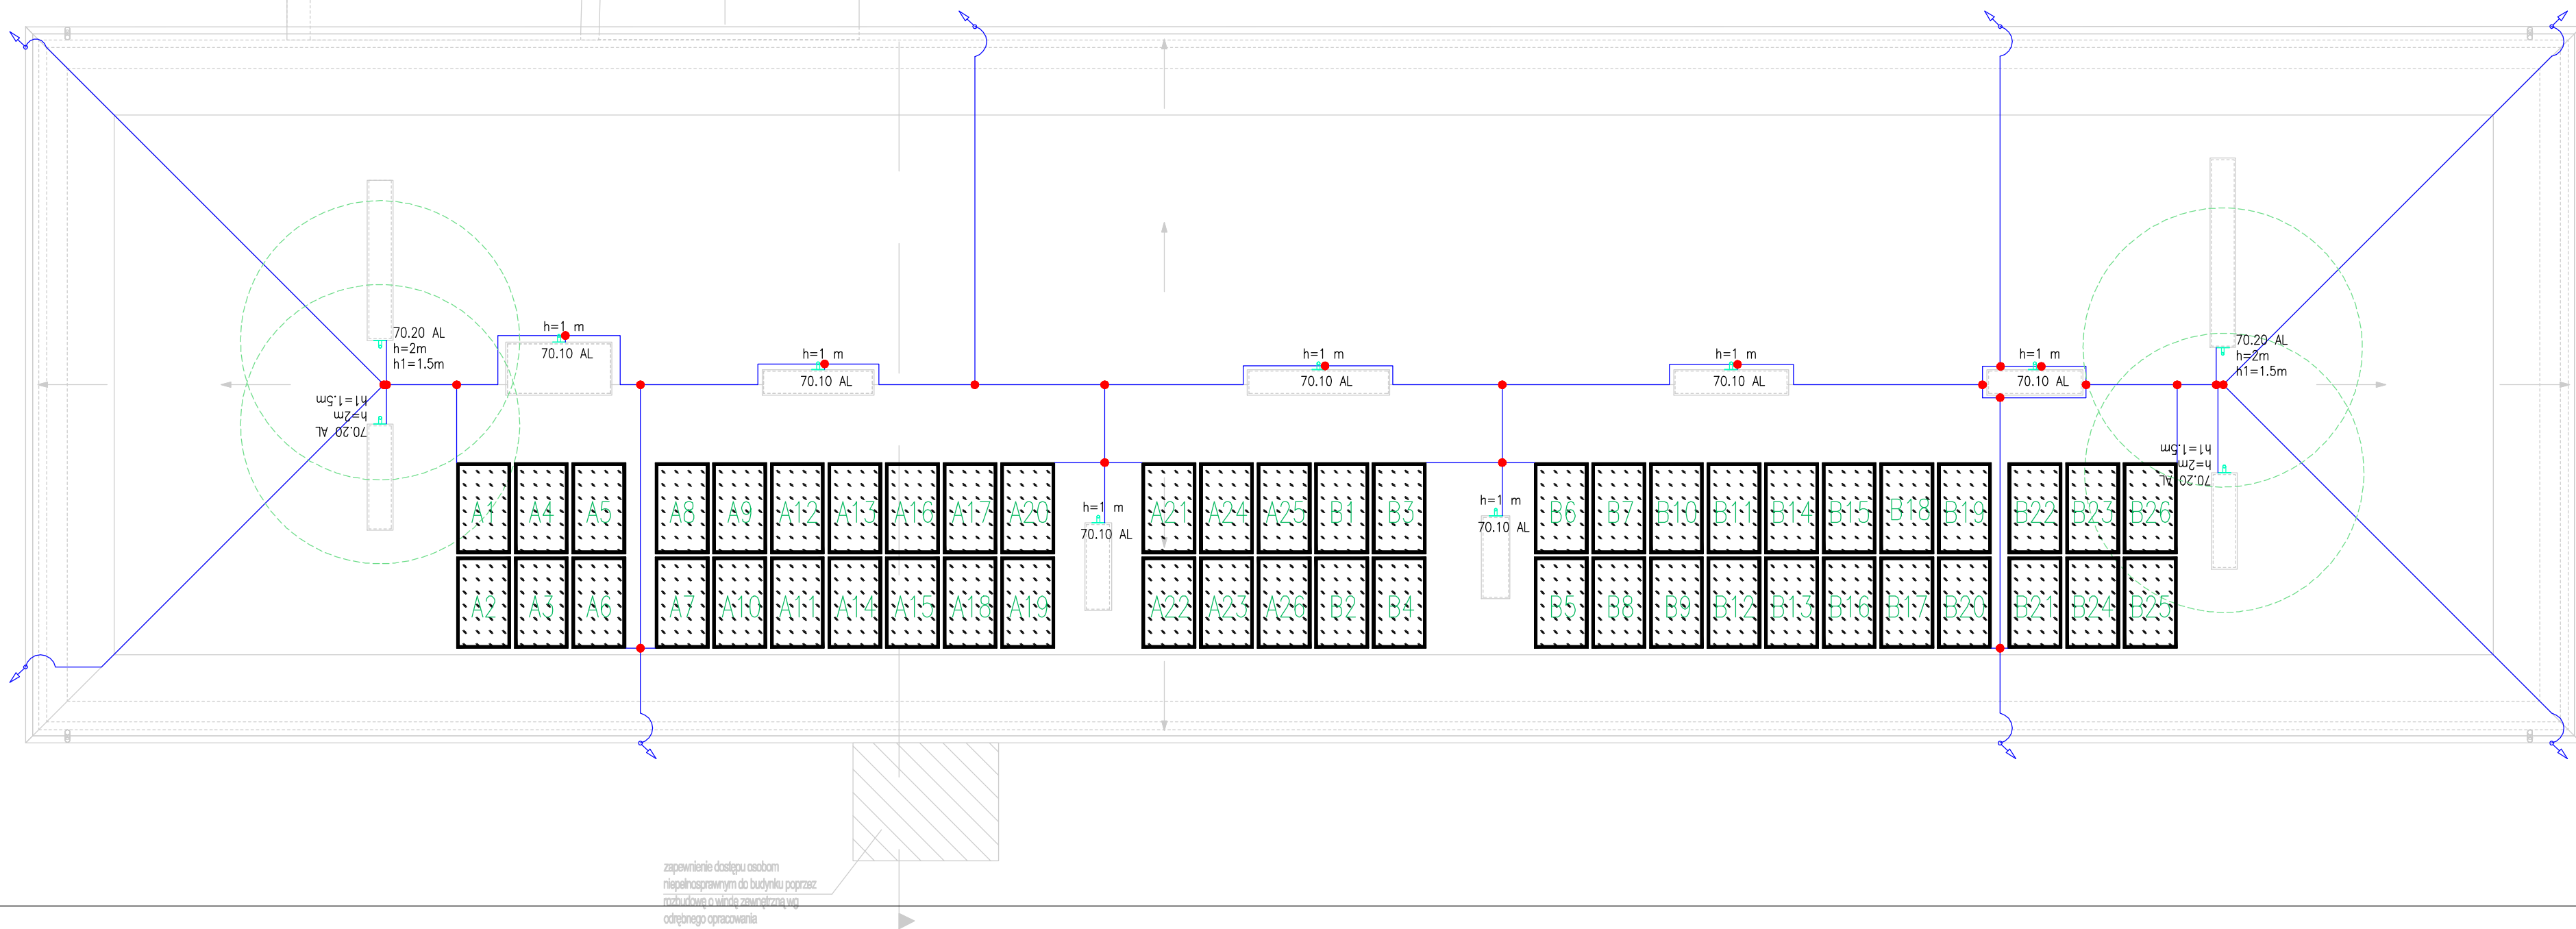 70.20 AL
h=2m
h1=1.5m
h1=1.5m
h=2m
70.20 AL
h=1 m
70.10 AL
h=1 m
70.10 AL
h=1 m
70.10 AL
h=1 m
70.10 AL
h=1 m
70.10 AL
70.20 AL
h=2m
h1=1.5m
h1=1.5m
h=2m
70.20 AL
h=1 m
70.10 AL
h=1 m
70.10 AL
A1 A4 A5 A8 A9 A12 A13 A16 A17 A20 A21 A24 A25 B1 B3 B6 B7 B10 B11 B14 B15 B18 B19 B22 B23 B26
A2 A3 A6 A7 A10 A11 A14 A15 A18 A19 A22 A23 A26 B2 B4 B5 B8 B9 B12 B13 B16 B17 B20 B21 B24 B25
zapewnienie dostępu osobom
niepełnosprawnym do budynku poprzez
rozbudowę o windę zewnętrzną wg
odrębnego opracowania